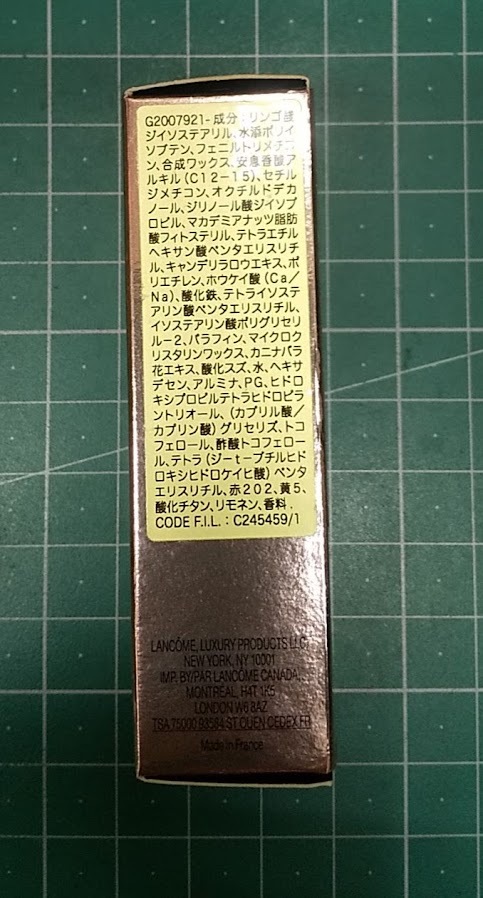 G2007921-成分:リンゴ酸
ジイソステアリル、水添ポリイ
ソブテン、フェニルトリメチコ
ン、合成ワックス、安息香酸ア
ルキル(C12-15)、セチル
ジメチコン、オクチルドデカ
ノール、ジリノール酸ジイソプ
ロピル、マカデミアナッツ脂肪
酸フィトステリル、テトラエチル
ヘキサン酸ペンタエリスリチ
ル、キャンデリラロウエキス、ポ
リエチレン、ホウケイ酸(Ca/
Na)、酸化鉄、テトライソステ
アリン酸ペンタエリスリチル、
イソステアリン酸ポリグリセリ
ル-2、パラフィン、マイクロク
リスタリンワックス、カニナバラ
花エキス、酸化スズ、水、ヘキサ
デセン、アルミナ、PG、ヒドロ
キシプロピルテトラヒドロピラ
ントリオール、(カプリル酸/
カプリン酸)グリセリズ、トコ
フェロール、酢酸トコフェロー
ル、テトラ(ジ-t-ブチルヒド
ロキシヒドロケイヒ酸)ペンタ
エリスリチル、赤202、黄5、
酸化チタン、リモネン、香料.
CODE F.I.L. : C245459/1
LANCÔME, LUXURY PRODUCTS LLC
NEW YORK, NY 10001
IMP. BY/PAR LANCÔME CANADA,
MONTRÉAL, H4T 1K5
LONDON W6 8AZ
TSA 75000 93584 ST OUEN CEDEX FR
Made in France